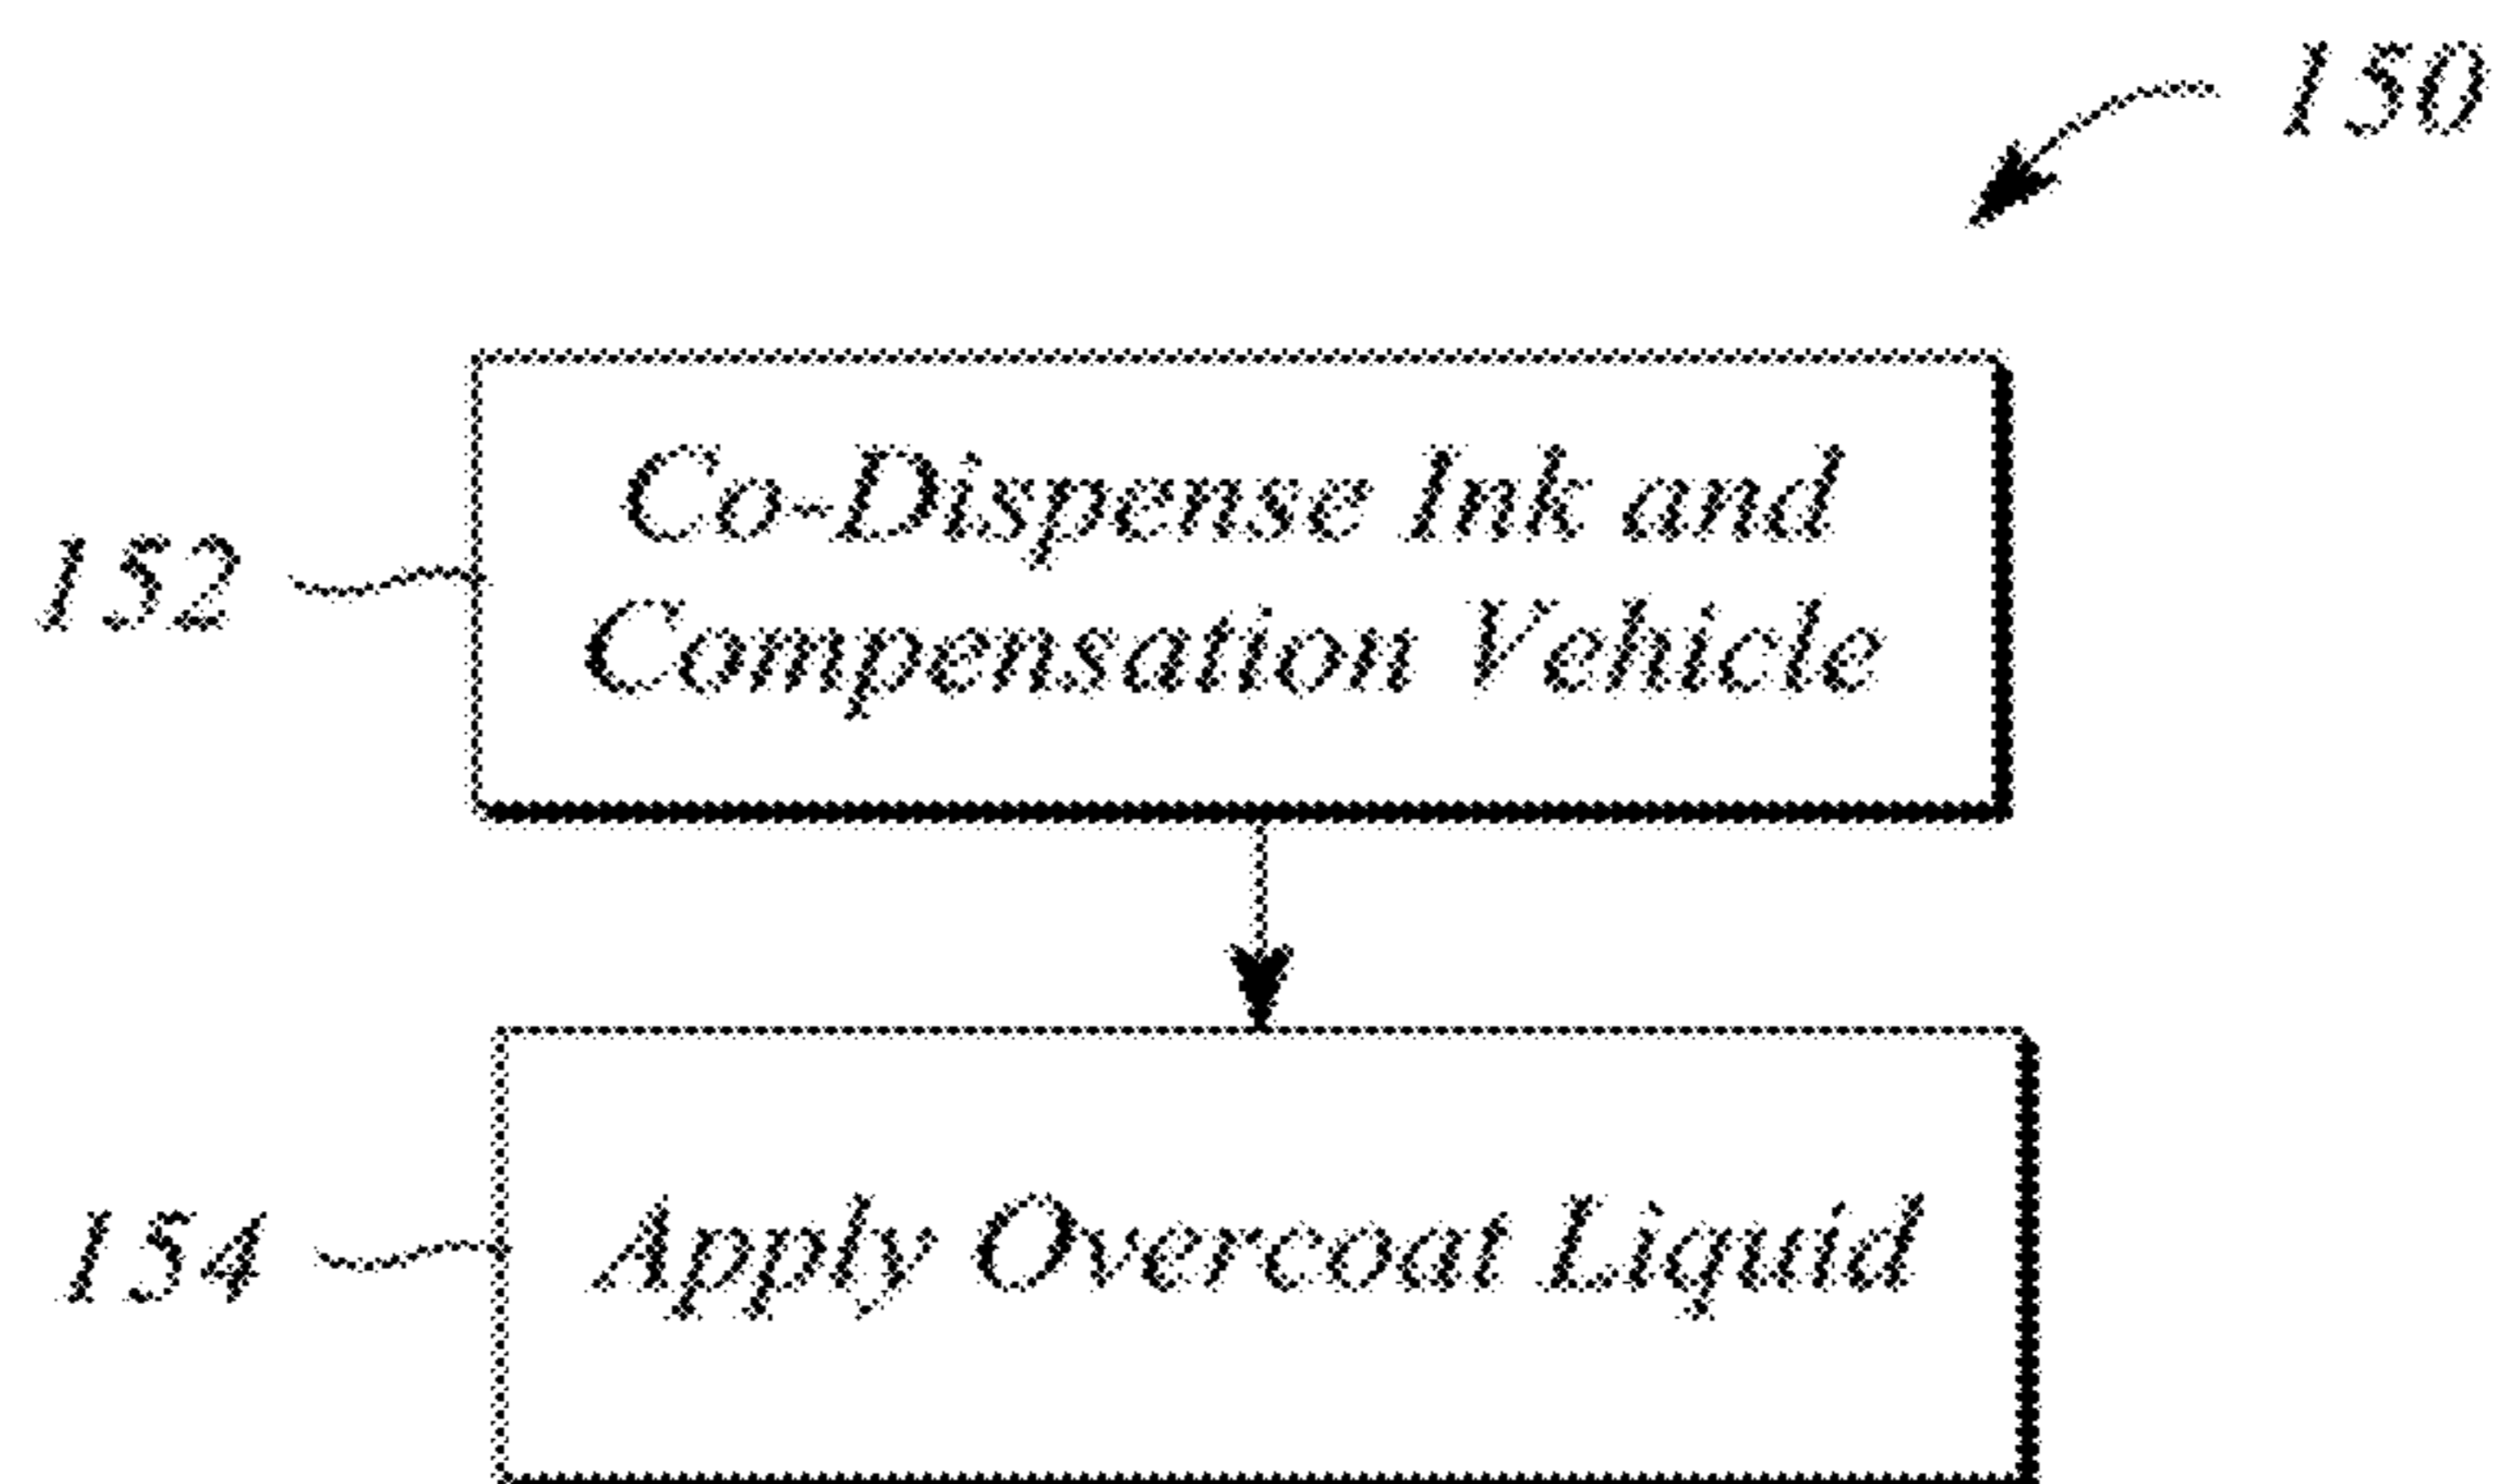 150
152
Co-Dispense Ink and
Compensation Vehicle
154
Apply Overcoat Liquid